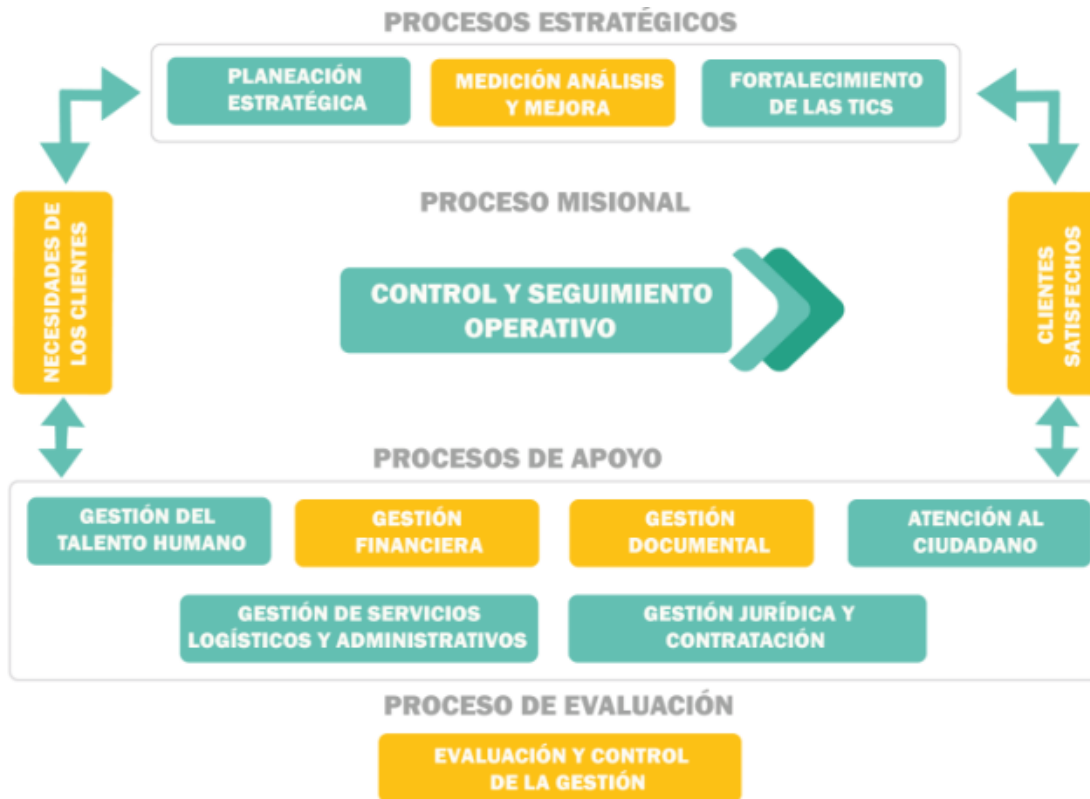 PROCESOS ESTRATÉGICOS
PLANEACIÓN
ESTRATÉGICA
MEDICIÓN ANÁLISIS
Y MEJORA
FORTALECIMIENTO
DE LAS TICS
NECESIDADES DE
LOS CLIENTES
PROCESO MISIONAL
CONTROL Y SEGUIMIENTO
OPERATIVO
CLIENTES
SATISFECHOS
PROCESOS DE APOYO
GESTIÓN DEL
TALENTO HUMANO
GESTIÓN
FINANCIERA
GESTIÓN
DOCUMENTAL
ATENCIÓN AL
CIUDADANO
GESTIÓN DE SERVICIOS
LOGÍSTICOS Y ADMINISTRATIVOS
GESTIÓN JURÍDICA Y
CONTRATACIÓN
PROCESO DE EVALUACIÓN
EVALUACIÓN Y CONTROL
DE LA GESTIÓN